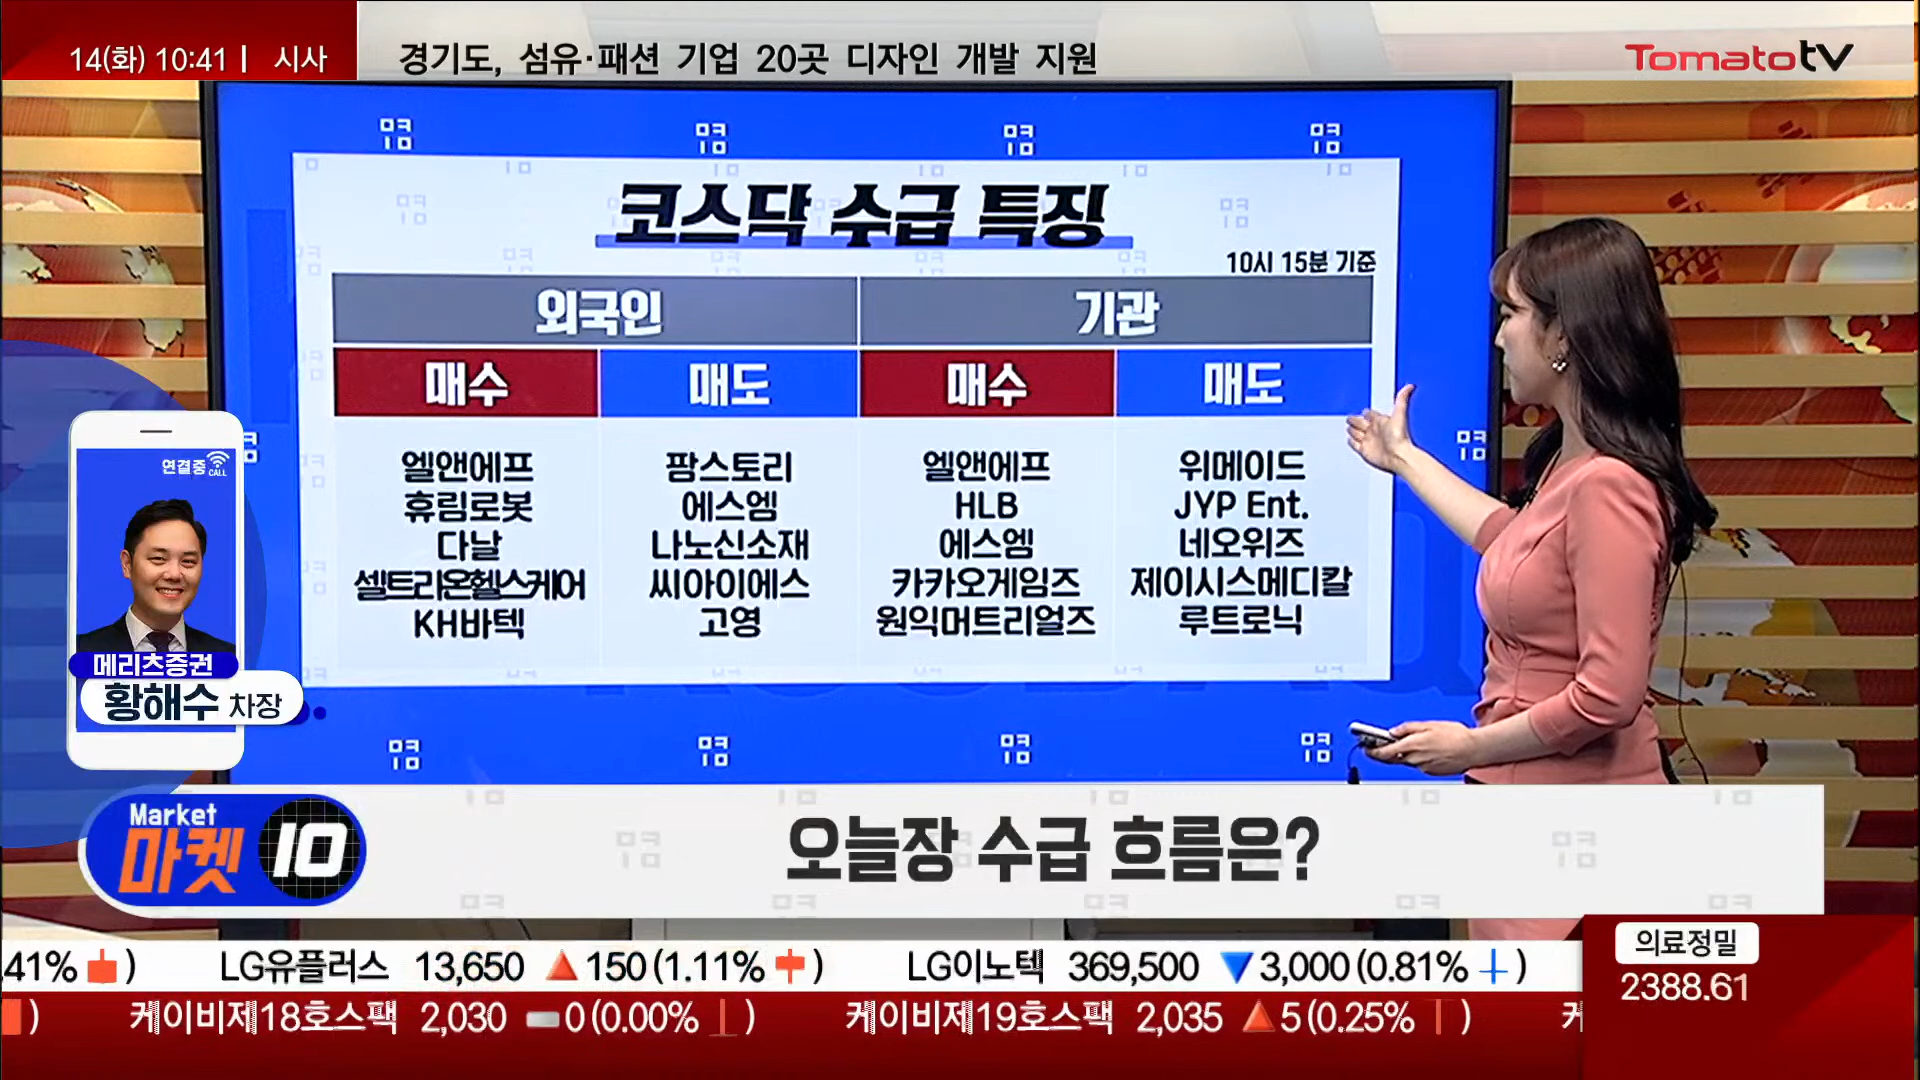 14(화) 10:41 | 시사
경기도, 섬유·패션 기업 20곳 디자인 개발 지원
Tomato tV
코스닥 수급 특징
10시 15분 기준
외국인 기관
매수 매도 매수 매도
엘앤에프 팡스토리 엘앤에프 위메이드
휴림로봇 에스엠 HLB JYP Ent.
다날 나노신소재 에스엠 네오위즈
셀트리온헬스케어 씨아이에스 카카오게임즈 제이시스메디칼
KH바텍 고영 원익머트리얼즈 루트로닉
연결중
CALL
메리츠증권
황해수 차장
Market
마켓 10
오늘장 수급 흐름은?
.41% ) LG유플러스 13,650 ▲150(1.11% ) LG이노텍 369,500 ▼3,000(0.81% )
) 케이비제18호스팩 2,030 0(0.00% ) 케이비제19호스팩 2,035 ▲5(0.25% )
의료정밀
2388.61